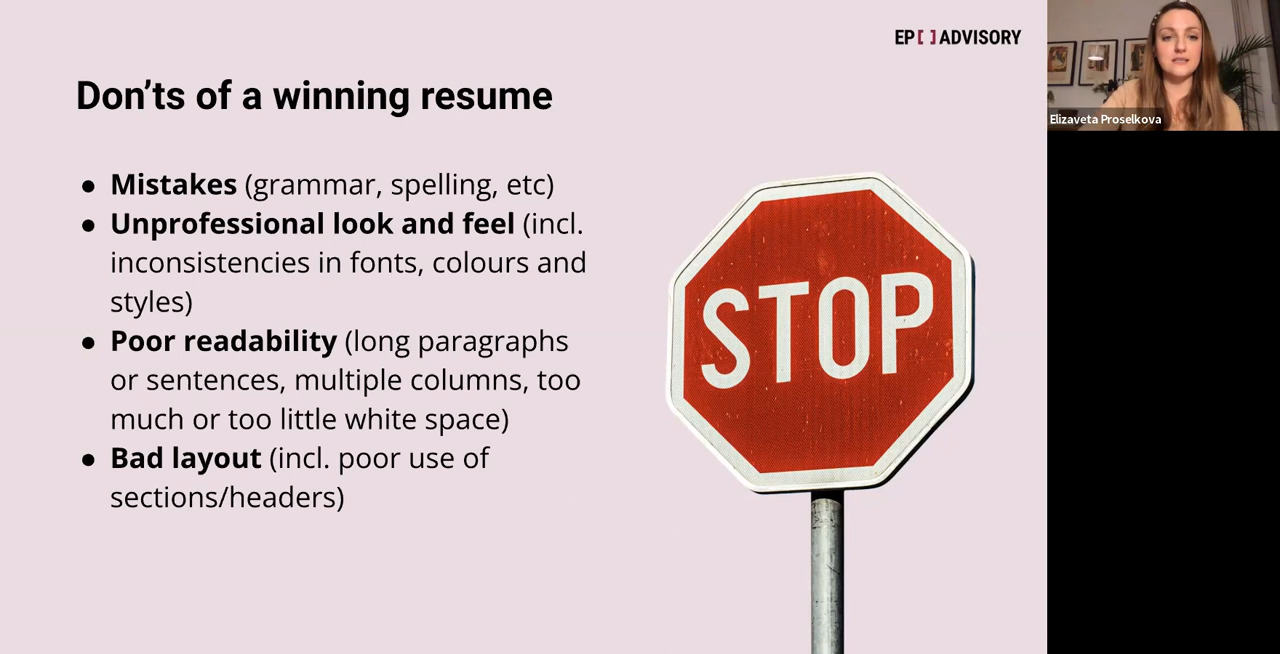 EP[ ]ADVISORY
Don’ts of a winning resume
● Mistakes (grammar, spelling, etc)
● Unprofessional look and feel (incl.
inconsistencies in fonts, colours and
styles)
● Poor readability (long paragraphs
or sentences, multiple columns, too
much or too little white space)
● Bad layout (incl. poor use of
sections/headers)
STOP
Elizaveta Proselkova